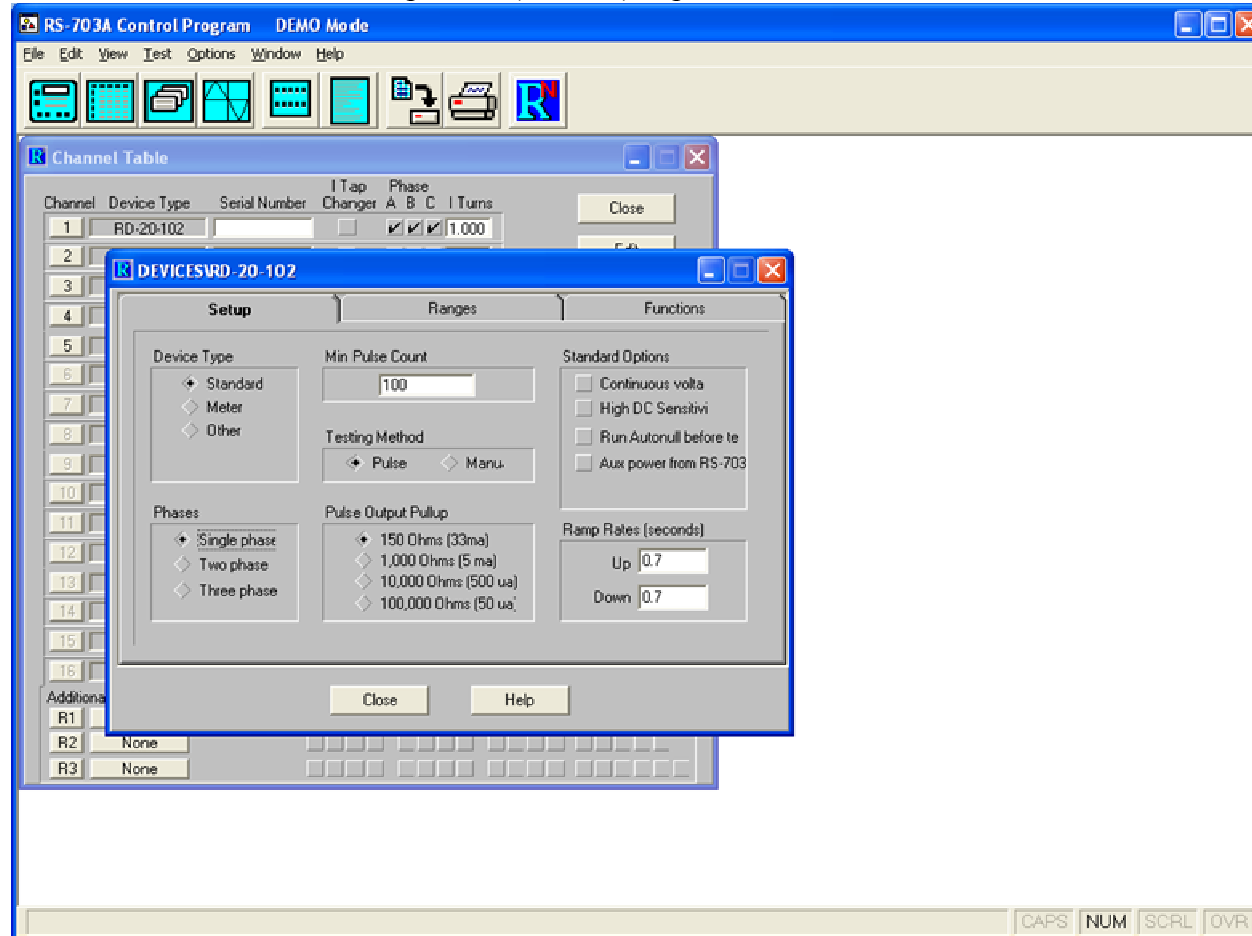 RS-703A Control Program DEMO Mode
File Edit View Test Options Window Help
R N
R Channel Table
I Tap Phase
Channel Device Type Serial Number Changer A B C I Turns
Close
1 RD-20-102 1.000
2
3
4
5
6
7
8
9
10
11
12
13
14
15
16
R DEVICES\RD-20-102
Setup Ranges Functions
Device Type
Standard
Meter
Other
Min Pulse Count
100
Testing Method
Pulse Manu
Standard Options
Continuous volta
High DC Sensitivi
Run Autonull before te
Aux power from RS-703
Phases
Single phase
Two phase
Three phase
Pulse Output Pullup
150 Ohms (33ma)
1,000 Ohms (5 ma)
10,000 Ohms (500 ua)
100,000 Ohms (50 ua)
Ramp Rates (seconds)
Up 0.7
Down 0.7
Close Help
Additiona
R1
R2 None
R3 None
CAPS NUM SCRL OVR